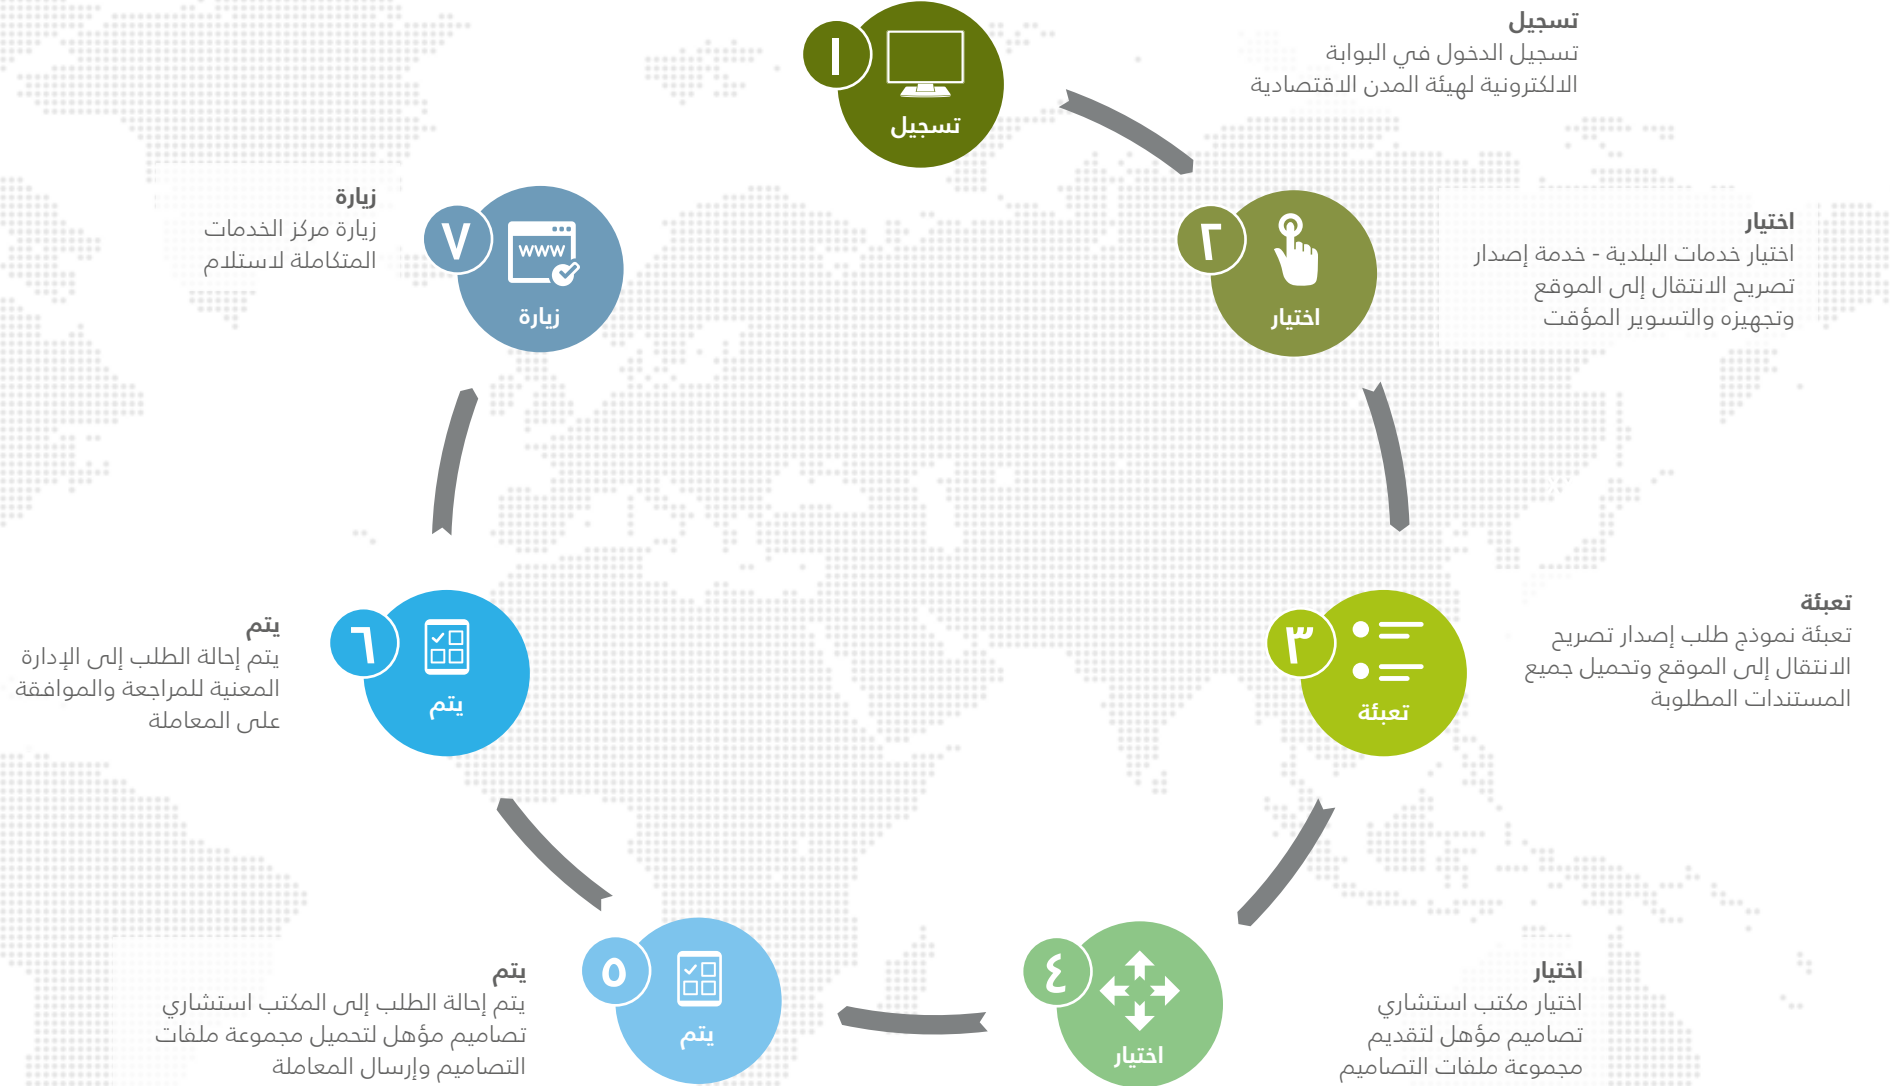 ١
تسجيل
تسجيل
تسجيل الدخول في البوابة
الالكترونية لهيئة المدن الاقتصادية
٢
اختيار
اختيار
اختيار خدمات البلدية - خدمة إصدار
تصريح الانتقال إلى الموقع
وتجهيزه والتسوير المؤقت
٣
تعبئة
تعبئة
تعبئة نموذج طلب إصدار تصريح
الانتقال إلى الموقع وتحميل جميع
المستندات المطلوبة
٤
اختيار
اختيار
اختيار مكتب استشاري
تصاميم مؤهل لتقديم
مجموعة ملفات التصاميم
٥
يتم
يتم
يتم إحالة الطلب إلى المكتب استشاري
تصاميم مؤهل لتحميل مجموعة ملفات
التصاميم وإرسال المعاملة
٦
يتم
يتم
يتم إحالة الطلب إلى الإدارة
المعنية للمراجعة والموافقة
على المعاملة
٧
www
زيارة
زيارة
زيارة مركز الخدمات
المتكاملة لاستلام